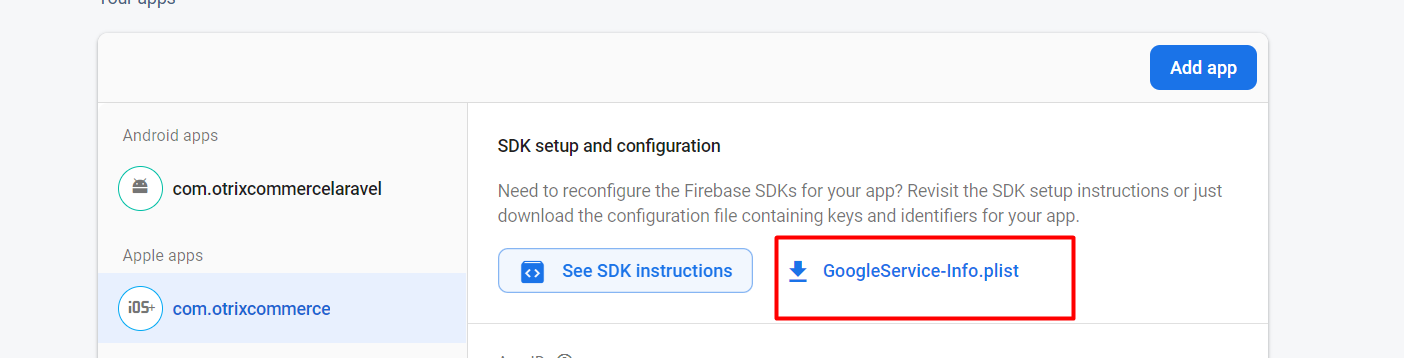 Your apps
Add app
Android apps
com.otrixcommercelaravel
Apple apps
iOS+
com.otrixcommerce
SDK setup and configuration
Need to reconfigure the Firebase SDKs for your app? Revisit the SDK setup instructions or just
download the configuration file containing keys and identifiers for your app.
See SDK instructions
GoogleService-Info.plist